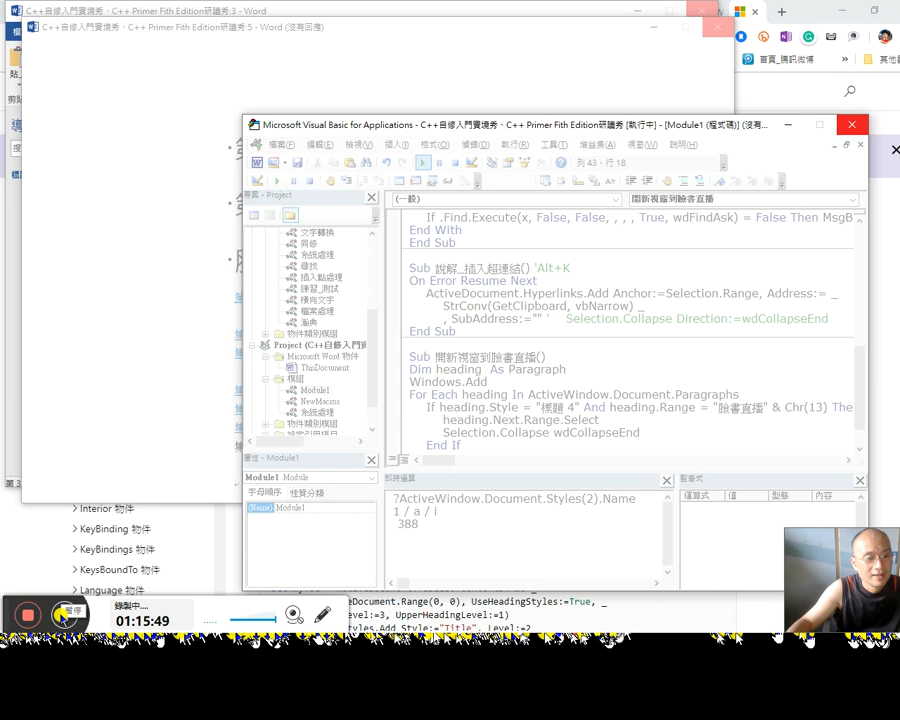 C++自修入門實境秀、C++ Primer Fith Edition研讀秀:3 - Word
C++自修入門實境秀、C++ Primer Fith Edition研讀秀:5 - Word (沒有回應)
首頁_騰訊微博
其他
Microsoft Visual Basic for Applications - C++自修入門實境秀、C++ Primer Fith Edition研讀秀 [執行中] - [Module1 (程式碼)] (沒有...
檔案(F) 編輯(E) 檢視(V) 插入(I) 格式(O) 偵錯(D) 執行(R) 工具(T) 增益集(A) 視窗(W) 說明(H)
列 43，行 18
專案 - Project
文字轉換
同修
系統處理
尋找
插入點處理
練習_測試
橫向文字
檔案處理
物件類別模組
Project (C++自修入門實
Microsoft Word 物件
ThisDocument
模組
Module1
NewMacros
系統處理
物件類別模組
設定引用項目
屬性 - Module1
Module1 Module
字母順序 性質分類
(Name) Module1
(一般)
開新視窗到臉書直播
If .Find.Execute(x, False, False, , , , True, wdFindAsk) = False Then MsgB
End With
End Sub
Sub 說解_插入超連結() 'Alt+K
On Error Resume Next
ActiveDocument.Hyperlinks.Add Anchor:=Selection.Range, Address:= _
StrConv(GetClipboard, vbNarrow) _
, SubAddress:="" ' Selection.Collapse Direction:=wdCollapseEnd
End Sub
Sub 開新視窗到臉書直播()
Dim heading As Paragraph
Windows.Add
For Each heading In ActiveWindow.Document.Paragraphs
If heading.Style = "標題 4" And heading.Range = "臉書直播" & Chr(13) The
heading.Next.Range.Select
Selection.Collapse wdCollapseEnd
End If
即時運算
?ActiveWindow.Document.Styles(2).Name
1 / a / i
388
監看式
運算式 值 型態 內容
Interior 物件
KeyBinding 物件
KeyBindings 物件
KeysBoundTo 物件
Language 物件
eDocument.Range(0, 0), UseHeadingStyles:=True, _
evel:=3, UpperHeadingLevel:=1)
tyles.Add Style:="Title", Level:=2
暫停
錄製中....
01:15:49